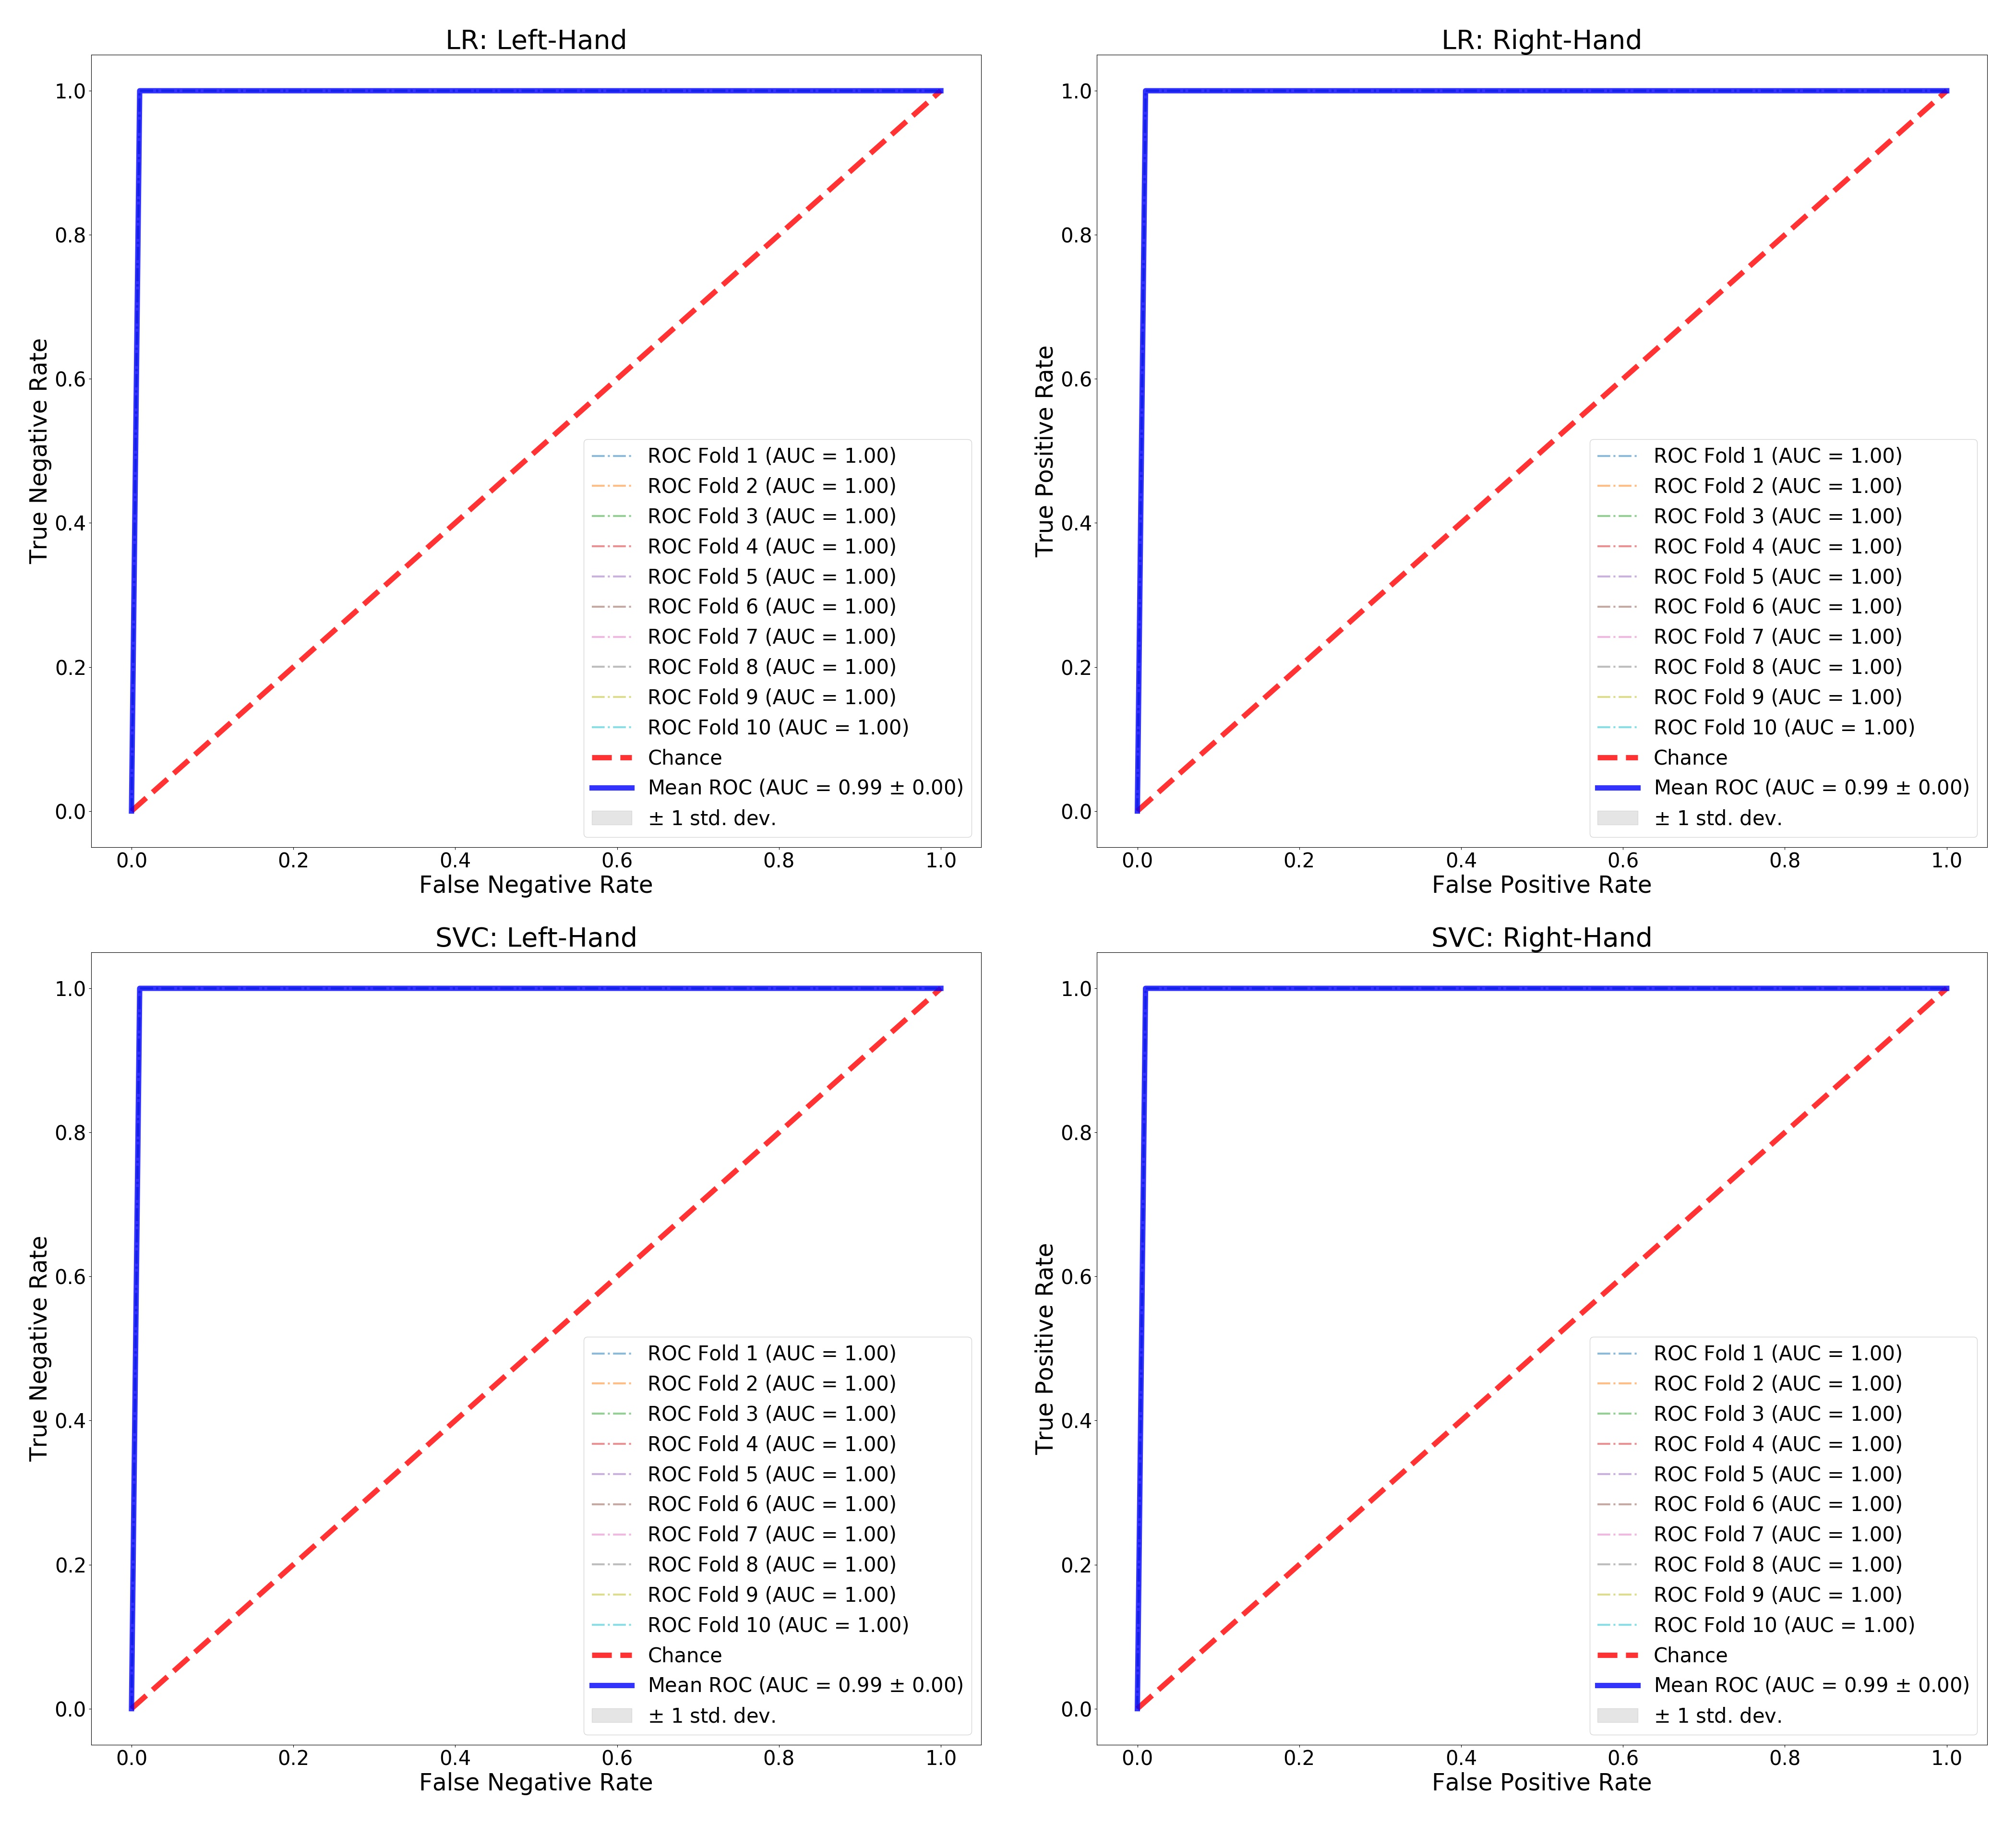 LR: Left-Hand
True Negative Rate
1.0
0.8
0.6
0.4
0.2
0.0
ROC Fold 1 (AUC = 1.00)
ROC Fold 2 (AUC = 1.00)
ROC Fold 3 (AUC = 1.00)
ROC Fold 4 (AUC = 1.00)
ROC Fold 5 (AUC = 1.00)
ROC Fold 6 (AUC = 1.00)
ROC Fold 7 (AUC = 1.00)
ROC Fold 8 (AUC = 1.00)
ROC Fold 9 (AUC = 1.00)
ROC Fold 10 (AUC = 1.00)
Chance
Mean ROC (AUC = 0.99 ± 0.00)
± 1 std. dev.
0.0 0.2 0.4 0.6 0.8 1.0
False Negative Rate
LR: Right-Hand
True Positive Rate
1.0
0.8
0.6
0.4
0.2
0.0
ROC Fold 1 (AUC = 1.00)
ROC Fold 2 (AUC = 1.00)
ROC Fold 3 (AUC = 1.00)
ROC Fold 4 (AUC = 1.00)
ROC Fold 5 (AUC = 1.00)
ROC Fold 6 (AUC = 1.00)
ROC Fold 7 (AUC = 1.00)
ROC Fold 8 (AUC = 1.00)
ROC Fold 9 (AUC = 1.00)
ROC Fold 10 (AUC = 1.00)
Chance
Mean ROC (AUC = 0.99 ± 0.00)
± 1 std. dev.
0.0 0.2 0.4 0.6 0.8 1.0
False Positive Rate
SVC: Left-Hand
True Negative Rate
1.0
0.8
0.6
0.4
0.2
0.0
ROC Fold 1 (AUC = 1.00)
ROC Fold 2 (AUC = 1.00)
ROC Fold 3 (AUC = 1.00)
ROC Fold 4 (AUC = 1.00)
ROC Fold 5 (AUC = 1.00)
ROC Fold 6 (AUC = 1.00)
ROC Fold 7 (AUC = 1.00)
ROC Fold 8 (AUC = 1.00)
ROC Fold 9 (AUC = 1.00)
ROC Fold 10 (AUC = 1.00)
Chance
Mean ROC (AUC = 0.99 ± 0.00)
± 1 std. dev.
0.0 0.2 0.4 0.6 0.8 1.0
False Negative Rate
SVC: Right-Hand
True Positive Rate
1.0
0.8
0.6
0.4
0.2
0.0
ROC Fold 1 (AUC = 1.00)
ROC Fold 2 (AUC = 1.00)
ROC Fold 3 (AUC = 1.00)
ROC Fold 4 (AUC = 1.00)
ROC Fold 5 (AUC = 1.00)
ROC Fold 6 (AUC = 1.00)
ROC Fold 7 (AUC = 1.00)
ROC Fold 8 (AUC = 1.00)
ROC Fold 9 (AUC = 1.00)
ROC Fold 10 (AUC = 1.00)
Chance
Mean ROC (AUC = 0.99 ± 0.00)
± 1 std. dev.
0.0 0.2 0.4 0.6 0.8 1.0
False Positive Rate